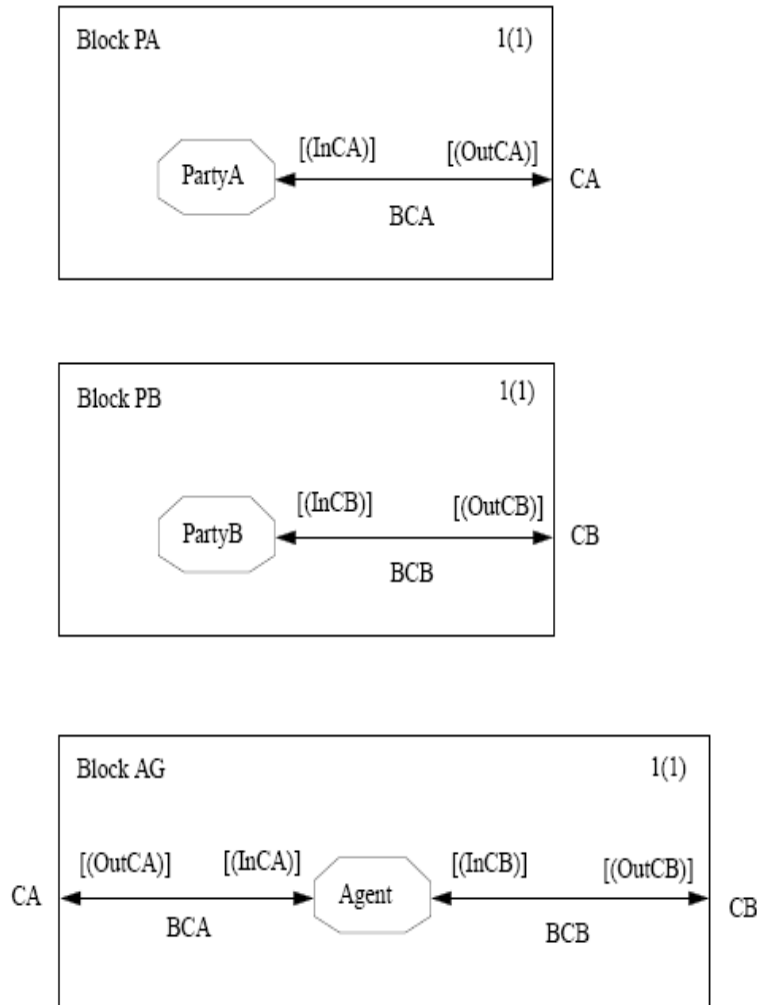 Block PA 1(1)
[(InCA)] [(OutCA)]
PartyA CA
BCA
Block PB 1(1)
[(InCB)] [(OutCB)]
PartyB CB
BCB
Block AG 1(1)
[(OutCA)] [(InCA)] [(InCB)] [(OutCB)]
CA Agent CB
BCA BCB